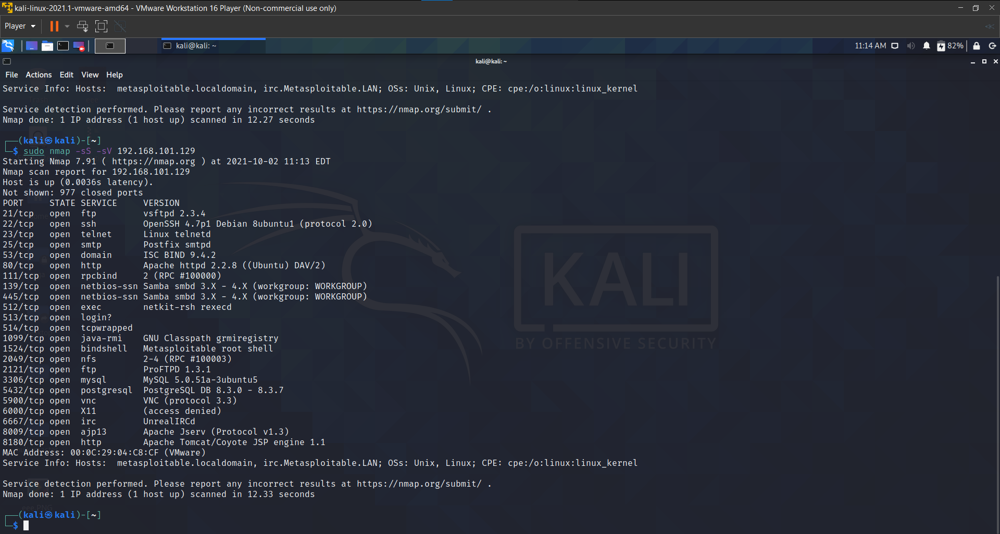 kali-linux-2021.1-vmware-amd64 - VMware Workstation 16 Player (Non-commercial use only)
Player
kali@kali: ~
11:14 AM
82%
kali@kali: ~
File Actions Edit View Help
Service Info: Hosts:  metasploitable.localdomain, irc.Metasploitable.LAN; OSs: Unix, Linux; CPE: cpe:/o:linux:linux_kernel
Service detection performed. Please report any incorrect results at https://nmap.org/submit/ .
Nmap done: 1 IP address (1 host up) scanned in 12.27 seconds
┌──(kali㉿kali)-[~]
└─$ sudo nmap -sS -sV 192.168.101.129
Starting Nmap 7.91 ( https://nmap.org ) at 2021-10-02 11:13 EDT
Nmap scan report for 192.168.101.129
Host is up (0.0036s latency).
Not shown: 977 closed ports
PORT     STATE SERVICE     VERSION
21/tcp   open  ftp         vsftpd 2.3.4
22/tcp   open  ssh         OpenSSH 4.7p1 Debian 8ubuntu1 (protocol 2.0)
23/tcp   open  telnet      Linux telnetd
25/tcp   open  smtp        Postfix smtpd
53/tcp   open  domain      ISC BIND 9.4.2
80/tcp   open  http        Apache httpd 2.2.8 ((Ubuntu) DAV/2)
111/tcp  open  rpcbind     2 (RPC #100000)
139/tcp  open  netbios-ssn Samba smbd 3.X - 4.X (workgroup: WORKGROUP)
445/tcp  open  netbios-ssn Samba smbd 3.X - 4.X (workgroup: WORKGROUP)
512/tcp  open  exec        netkit-rsh rexecd
513/tcp  open  login?
514/tcp  open  tcpwrapped
1099/tcp open  java-rmi    GNU Classpath grmiregistry
1524/tcp open  bindshell   Metasploitable root shell
2049/tcp open  nfs         2-4 (RPC #100003)
2121/tcp open  ftp         ProFTPD 1.3.1
3306/tcp open  mysql       MySQL 5.0.51a-3ubuntu5
5432/tcp open  postgresql  PostgreSQL DB 8.3.0 - 8.3.7
5900/tcp open  vnc         VNC (protocol 3.3)
6000/tcp open  X11         (access denied)
6667/tcp open  irc         UnrealIRCd
8009/tcp open  ajp13       Apache Jserv (Protocol v1.3)
8180/tcp open  http        Apache Tomcat/Coyote JSP engine 1.1
MAC Address: 00:0C:29:04:C8:CF (VMware)
Service Info: Hosts:  metasploitable.localdomain, irc.Metasploitable.LAN; OSs: Unix, Linux; CPE: cpe:/o:linux:linux_kernel
Service detection performed. Please report any incorrect results at https://nmap.org/submit/ .
Nmap done: 1 IP address (1 host up) scanned in 12.33 seconds
┌──(kali㉿kali)-[~]
└─$
KALI
BY OFFENSIVE SECURITY